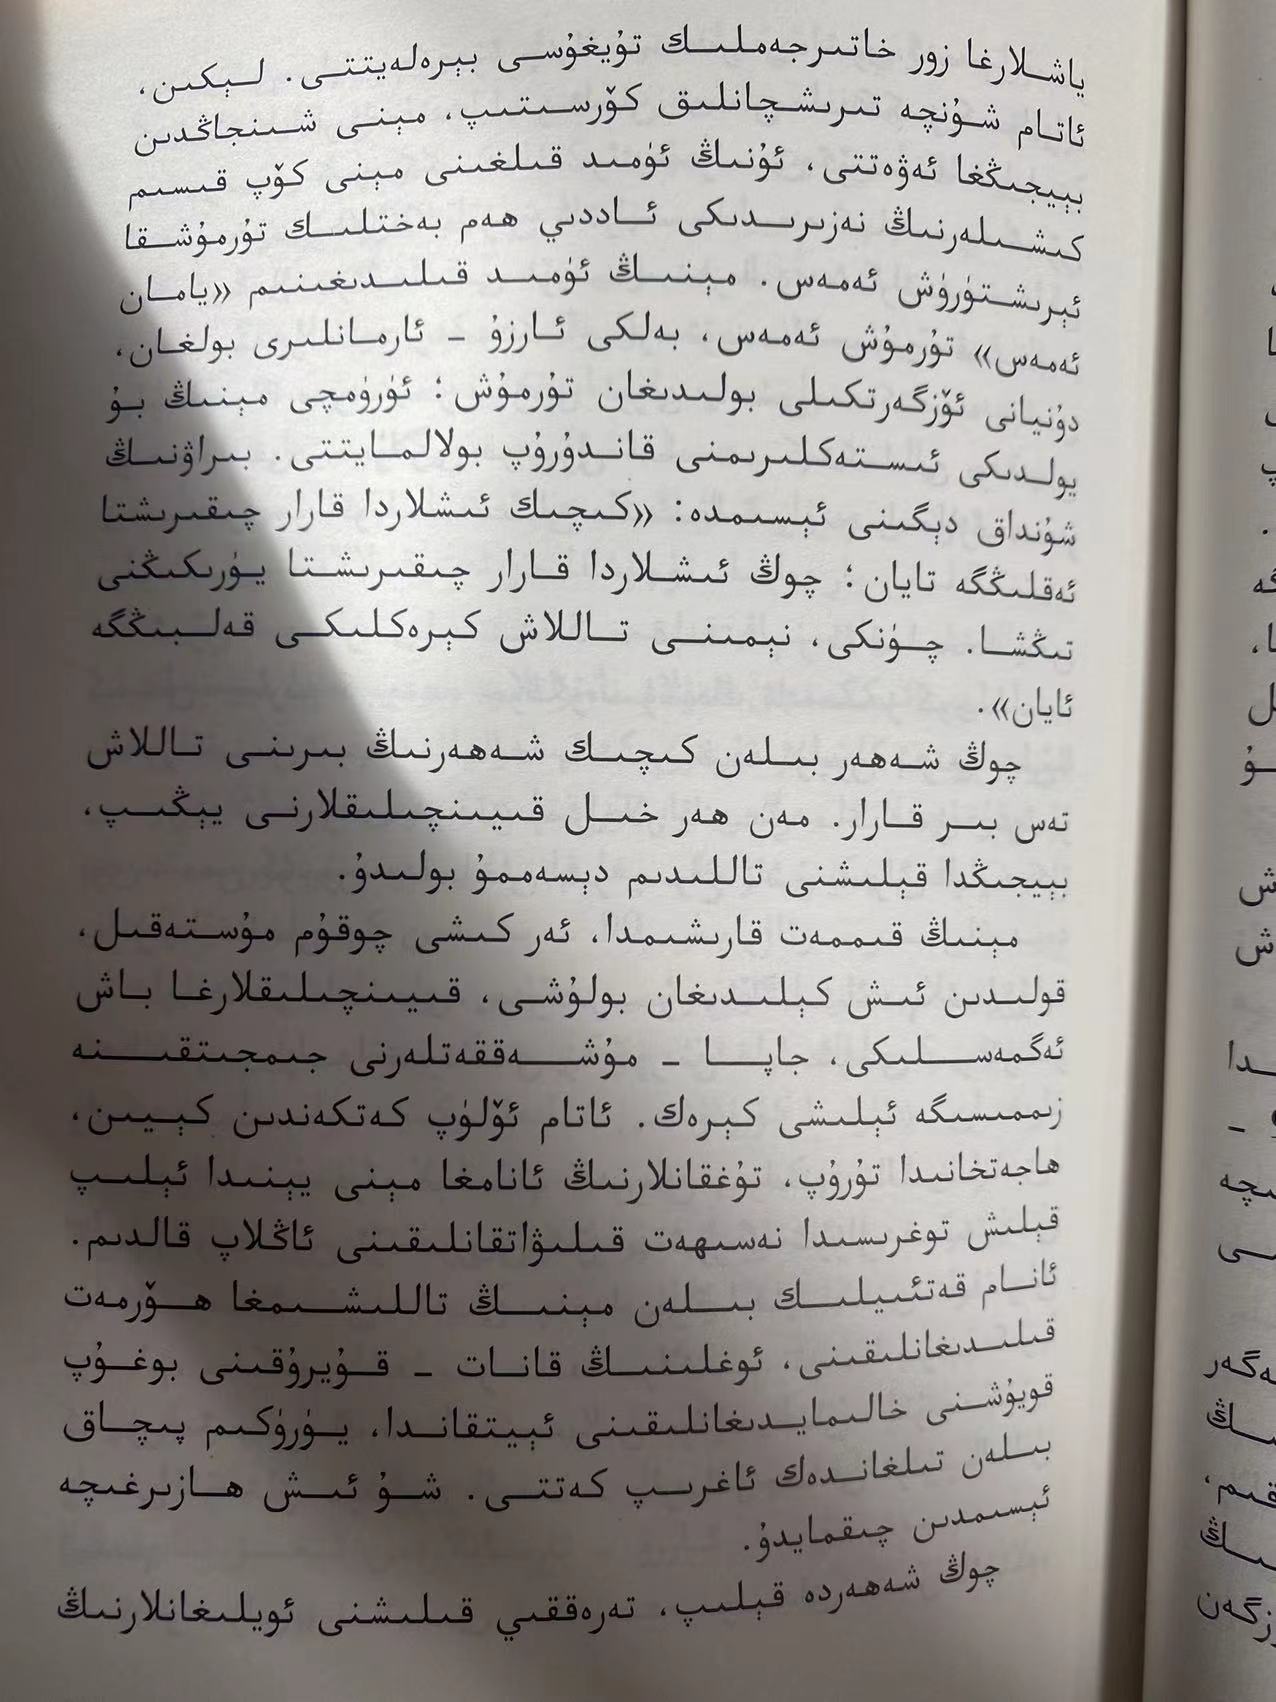 ياشلارغا زور خاتىرجەملىك تۇيغۇسى بېرەلەيتتى. لېكىن،
ئاتام شۇنچە تىرىشچانلىق كۆرسىتىپ، مېنى شىنجاڭدىن
بېيجىڭغا ئەۋەتتى، ئۇنىڭ ئۈمىد قىلغىنى مېنى كۆپ قىسىم
كىشىلەرنىڭ نەزىرىدىكى ئاددىي ھەم بەختلىك تۇرمۇشقا
ئېرىشتۈرۈش ئەمەس. مېنىڭ ئۈمىد قىلىدىغىنىم «يامان
ئەمەس» تۇرمۇش ئەمەس، بەلكى ئارزۇ - ئارمانلىرى بولغان،
دۇنيانى ئۆزگەرتكىلى بولىدىغان تۇرمۇش؛ ئۈرۈمچى مېنىڭ بۇ
يولدىكى ئىستەكلىرىمنى قاندۇرۇپ بولالمايتتى. بىراۋنىڭ
شۇنداق دېگىنى ئېسىمدە: «كىچىك ئىشلاردا قارار چىقىرىشتا
ئەقلىڭگە تايان؛ چوڭ ئىشلاردا قارار چىقىرىشتا يۈرىكىڭنى
تىڭشا. چۈنكى، نېمىنى تاللاش كېرەكلىكى قەلبىڭگە
ئايان».
چوڭ شەھەر بىلەن كىچىك شەھەرنىڭ بىرىنى تاللاش
تەس بىر قارار. مەن ھەر خىل قىيىنچىلىقلارنى يېڭىپ،
بېيجىڭدا قېلىشنى تاللىدىم دېسەممۇ بولىدۇ.
مېنىڭ قىممەت قارىشىمدا، ئەر كىشى چوقۇم مۇستەقىل،
قولىدىن ئىش كېلىدىغان بولۇشى، قىيىنچىلىقلارغا باش
ئەگمەسلىكى، جاپا - مۇشەققەتلەرنى جىمجىتقىنە
زىممىسىگە ئېلىشى كېرەك. ئاتام ئۆلۈپ كەتكەندىن كېيىن،
ھاجەتخانىدا تۇرۇپ، تۇغقانلارنىڭ ئانامغا مېنى يېنىدا ئېلىپ
قېلىش توغرىسىدا نەسىھەت قىلىۋاتقانلىقىنى ئاڭلاپ قالدىم.
ئانام قەتئىيلىك بىلەن مېنىڭ تاللىشىمغا ھۆرمەت
قىلىدىغانلىقىنى، ئوغلىنىڭ قانات - قۇيرۇقىنى بوغۇپ
قويۇشنى خالىمايدىغانلىقىنى ئېيتقاندا، يۈرۈكىم پىچاق
بىلەن تىلغاندەك ئاغرىپ كەتتى. شۇ ئىش ھازىرغىچە
ئېسىمدىن چىقمايدۇ.
چوڭ شەھەردە قېلىپ، تەرەققىي قىلىشنى ئويلىغانلارنىڭ